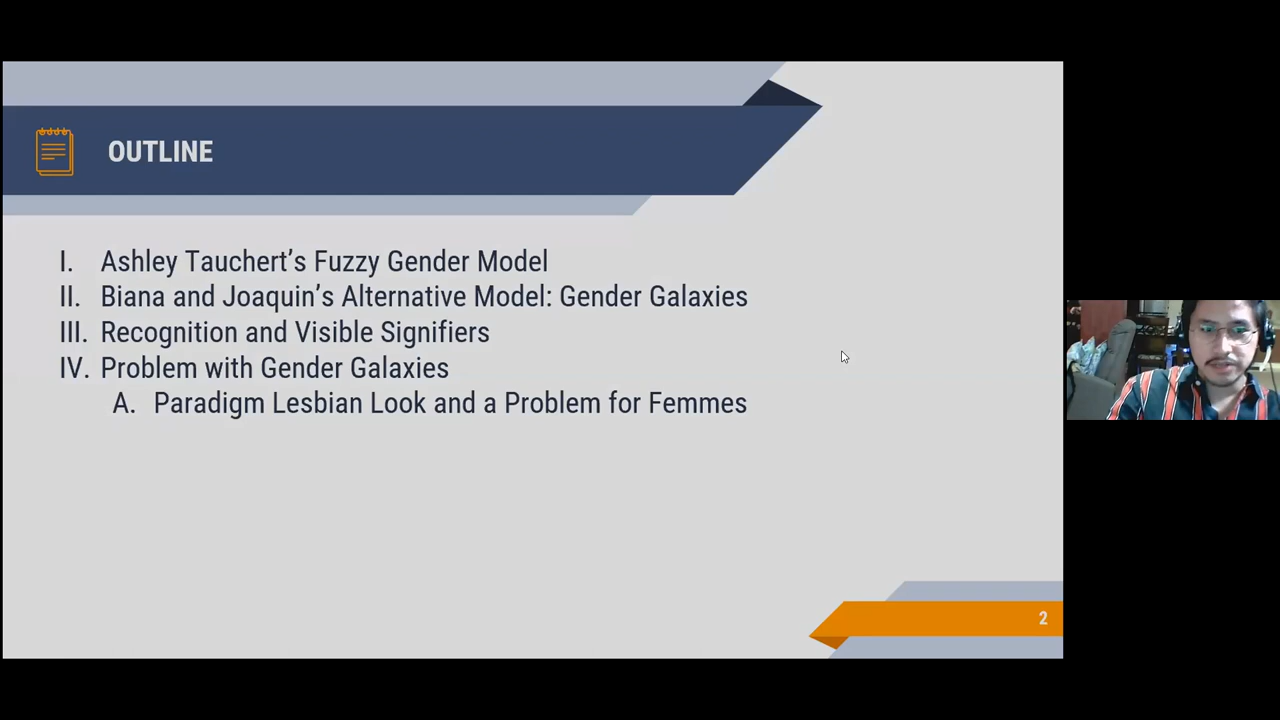 OUTLINE
I. Ashley Tauchert’s Fuzzy Gender Model
II. Biana and Joaquin’s Alternative Model: Gender Galaxies
III. Recognition and Visible Signifiers
IV. Problem with Gender Galaxies
A. Paradigm Lesbian Look and a Problem for Femmes
2